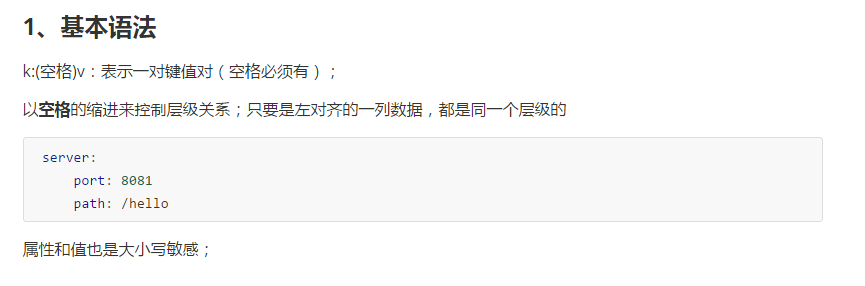 1、基本语法
k:(空格)v：表示一对键值对（空格必须有）；
以空格的缩进来控制层级关系；只要是左对齐的一列数据，都是同一个层级的
server:
    port: 8081
    path: /hello
属性和值也是大小写敏感；